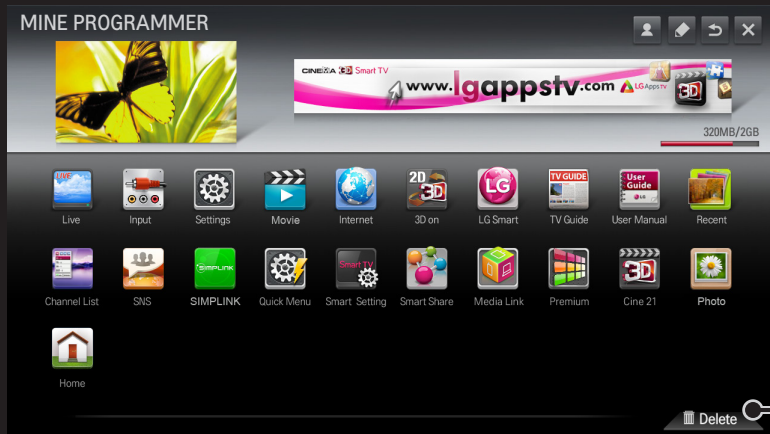 MINE PROGRAMMER
CINEMA 3D Smart TV
www.lgappstv.com
LG Apps TV
3D
320MB/2GB
LIVE
2D
3D
LG
TV GUIDE
User
Guide
LG
Live
Input
Settings
Movie
Internet
3D on
LG Smart
TV Guide
User Manual
Recent
SIMPLINK
Smart TV
3D
Channel List
SNS
SIMPLINK
Quick Menu
Smart Setting
Smart Share
Media Link
Premium
Cine 21
Photo
Home
Delete